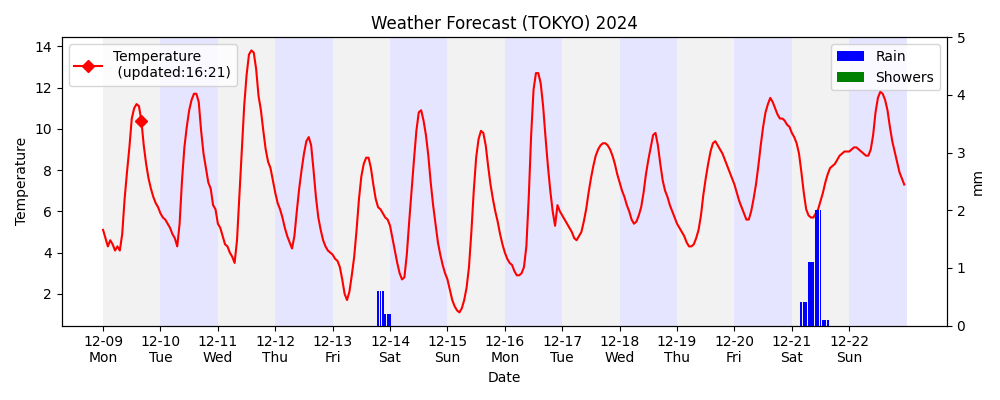 Weather Forecast (TOKYO) 2024
Temperature
(updated:16:21)
Rain
Showers
Temperature
14
12
10
8
6
4
2
5
4
3
2
1
0
mm
12-09 12-10 12-11 12-12 12-13 12-14 12-15 12-16 12-17 12-18 12-19 12-20 12-21 12-22
Mon Tue Wed Thu Fri Sat Sun Mon Tue Wed Thu Fri Sat Sun
Date